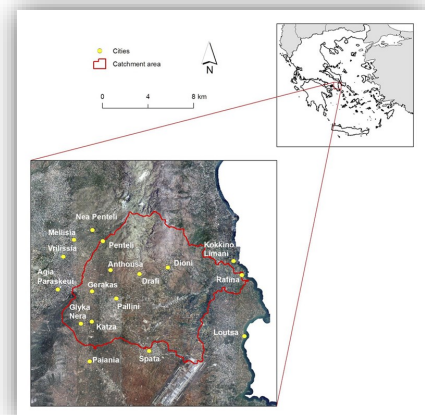 Cities
Catchment area
N
0 4 8 km
Nea Penteli
Melissia
Vrilissia
Penteli
Kokkino
Limani
Anthousa
Dioni
Agia
Paraskeui
Drafi
Rafina
Gerakas
Pallini
Glyka
Nera
Katza
Loutsa
Spata
Paiania